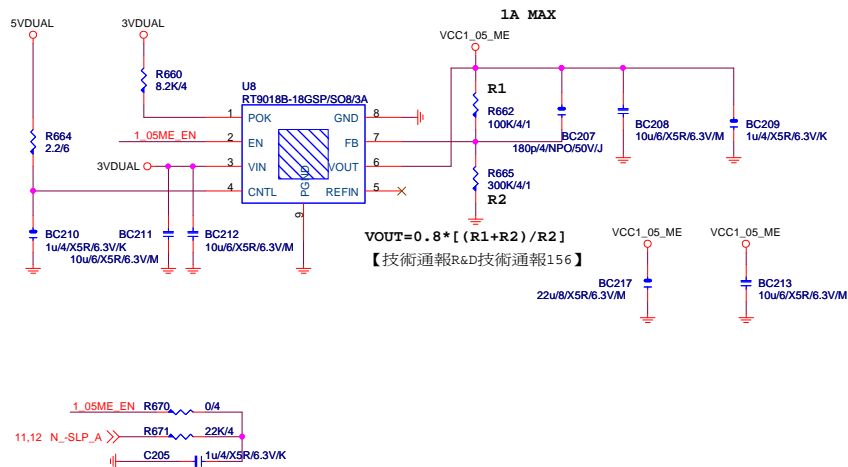 1A MAX
5VDUAL
3VDUAL
VCC1_05_ME
R660
8.2K/4
U8
RT9018B-18GSP/SO8/3A
R1
R662
100K/4/1
BC207
180p/4/NPO/50V/J
BC208
10u/6/X5R/6.3V/M
BC209
1u/4/X5R/6.3V/K
R664
2.2/6
1_05ME_EN
3VDUAL
1 POK
2 EN
3 VIN
4 CNTL
GND 8
FB 7
VOUT 6
REFIN 5
PGND
9
R665
300K/4/1
R2
BC210
1u/4/X5R/6.3V/K
BC211
10u/6/X5R/6.3V/M
BC212
10u/6/X5R/6.3V/M
VOUT=0.8*[(R1+R2)/R2]
【技術通報R&D技術通報156】
VCC1_05_ME
BC217
22u/8/X5R/6.3V/M
VCC1_05_ME
BC213
10u/6/X5R/6.3V/M
1_05ME_EN R670 0/4
11,12 N_-SLP_A R671 22K/4
C205 1u/4/X5R/6.3V/K